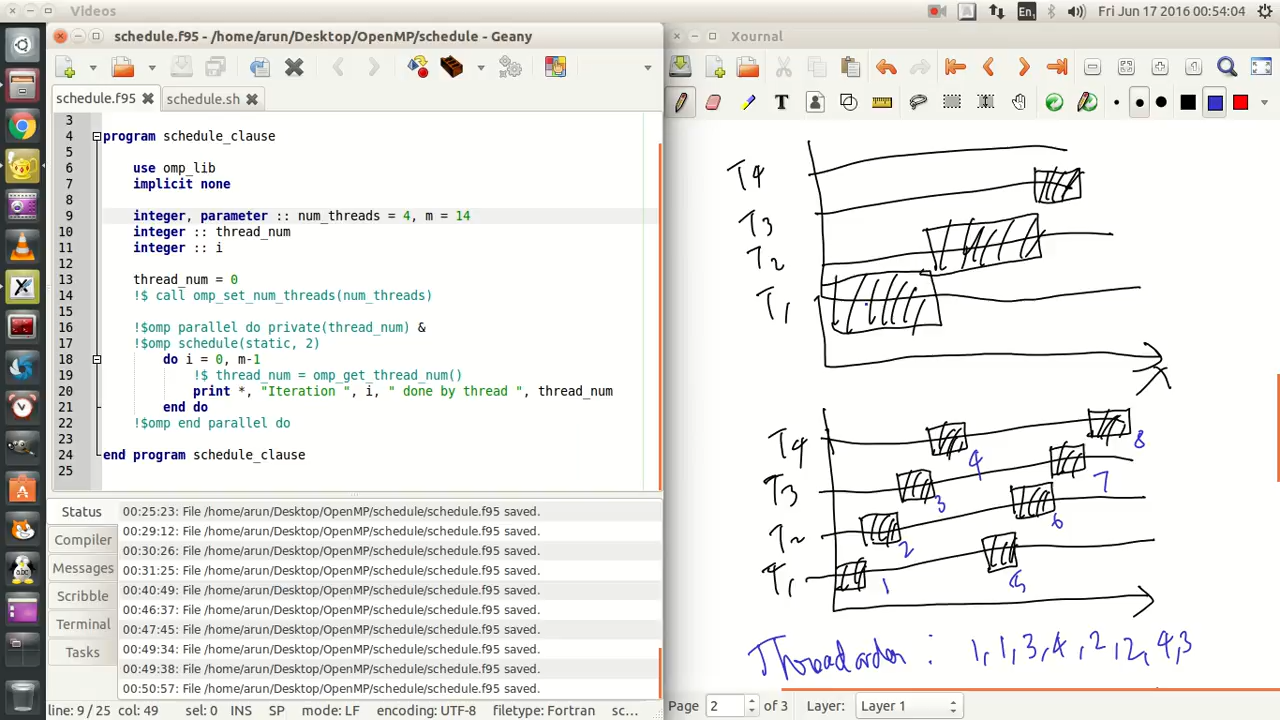 Videos
En1
Fri Jun 17 2016 00:54:04
schedule.f95 - /home/arun/Desktop/OpenMP/schedule - Geany
Xournal
schedule.f95
schedule.sh
3
4 program schedule_clause
5
6 use omp_lib
7 implicit none
8
9 integer, parameter :: num_threads = 4, m = 14
10 integer :: thread_num
11 integer :: i
12
13 thread_num = 0
14 !$ call omp_set_num_threads(num_threads)
15
16 !$omp parallel do private(thread_num) &
17 !$omp schedule(static, 2)
18 do i = 0, m-1
19 !$ thread_num = omp_get_thread_num()
20 print *, "Iteration ", i, " done by thread ", thread_num
21 end do
22 !$omp end parallel do
23
24 end program schedule_clause
25
Status
Compiler
Messages
Scribble
Terminal
Tasks
00:25:23: File /home/arun/Desktop/OpenMP/schedule/schedule.f95 saved.
00:29:12: File /home/arun/Desktop/OpenMP/schedule/schedule.f95 saved.
00:30:26: File /home/arun/Desktop/OpenMP/schedule/schedule.f95 saved.
00:31:25: File /home/arun/Desktop/OpenMP/schedule/schedule.f95 saved.
00:40:49: File /home/arun/Desktop/OpenMP/schedule/schedule.f95 saved.
00:46:37: File /home/arun/Desktop/OpenMP/schedule/schedule.f95 saved.
00:47:45: File /home/arun/Desktop/OpenMP/schedule/schedule.f95 saved.
00:49:34: File /home/arun/Desktop/OpenMP/schedule/schedule.f95 saved.
00:49:38: File /home/arun/Desktop/OpenMP/schedule/schedule.f95 saved.
00:50:57: File /home/arun/Desktop/OpenMP/schedule/schedule.f95 saved.
line: 9 / 25 col: 49 sel: 0 INS SP mode: LF encoding: UTF-8 filetype: Fortran sc...
T4
T3
T2
T1
T4 4 8
T3 3 7
T2 2 6
T1 1 5
Thread order : 1,1,3,4,2,2,4,3
Page 2 of 3 Layer: Layer 1